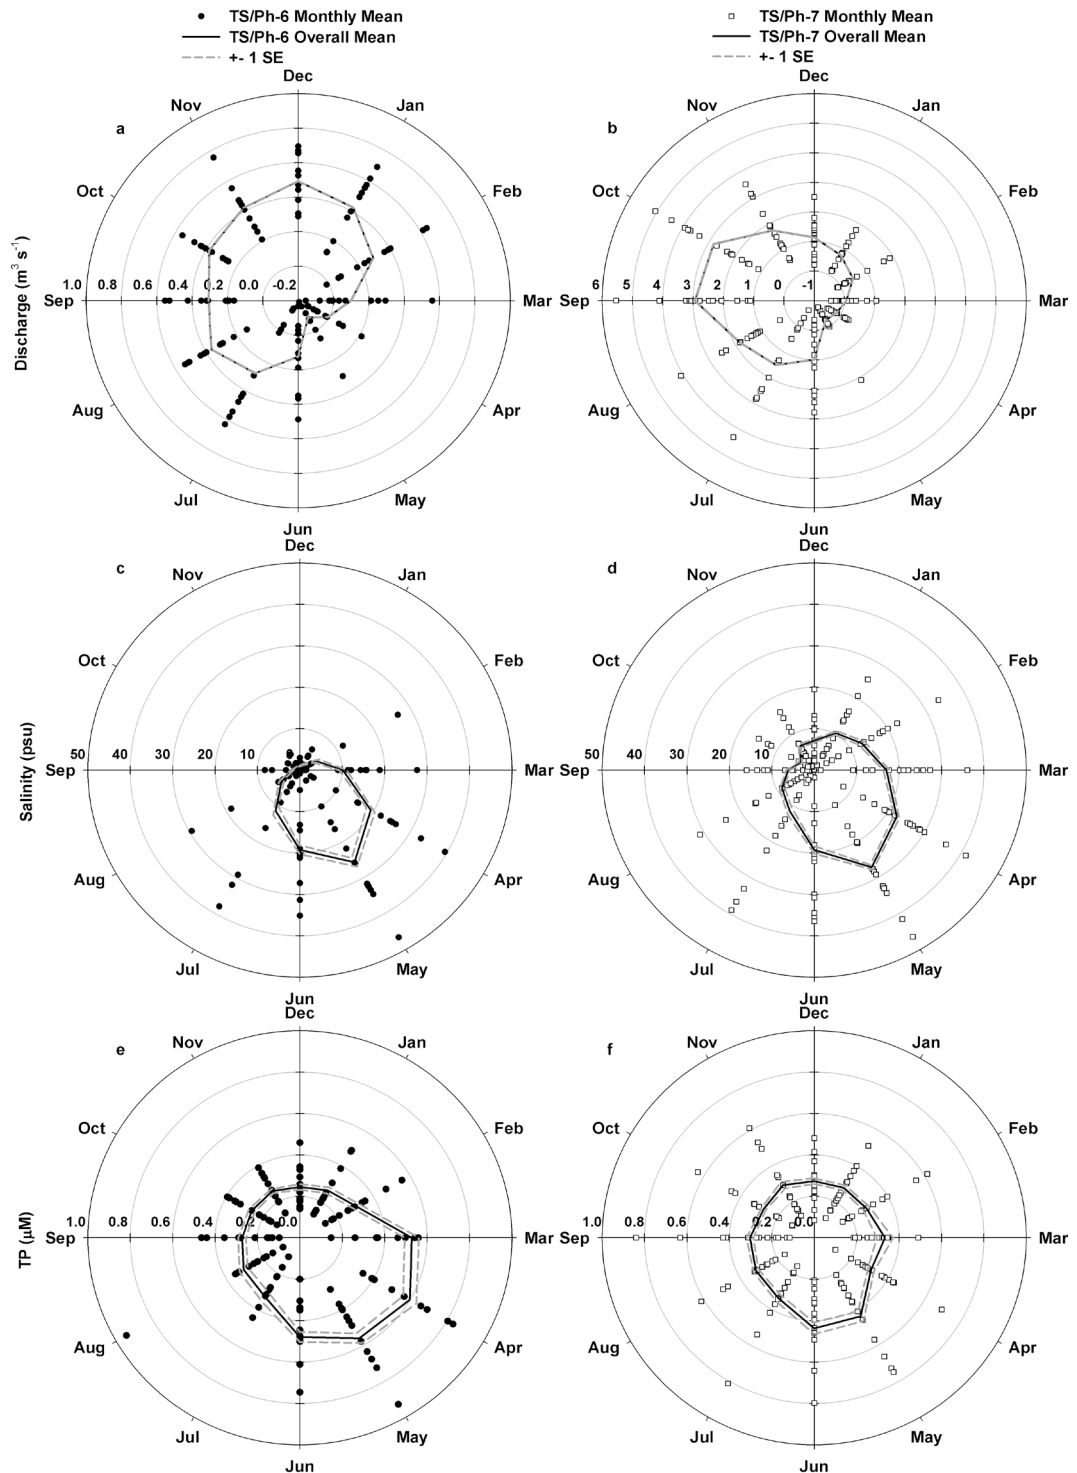 TS/Ph-6 Monthly Mean
TS/Ph-6 Overall Mean
+- 1 SE
TS/Ph-7 Monthly Mean
TS/Ph-7 Overall Mean
+- 1 SE
a
Dec
Jan
Feb
Mar
Apr
May
Jun
Jul
Aug
Sep
Oct
Nov
1.0 0.8 0.6 0.4 0.2 0.0 -0.2
Discharge (m³ s⁻¹)
b
Dec
Jan
Feb
Mar
Apr
May
Jun
Jul
Aug
Sep
Oct
Nov
6 5 4 3 2 1 0 -1
c
Dec
Jan
Feb
Mar
Apr
May
Jun
Jul
Aug
Sep
Oct
Nov
50 40 30 20 10 0
Salinity (psu)
d
Dec
Jan
Feb
Mar
Apr
May
Jun
Jul
Aug
Sep
Oct
Nov
50 40 30 20 10 0
e
Dec
Jan
Feb
Mar
Apr
May
Jun
Jul
Aug
Sep
Oct
Nov
1.0 0.8 0.6 0.4 0.2 0.0
TP (µM)
f
Dec
Jan
Feb
Mar
Apr
May
Jun
Jul
Aug
Sep
Oct
Nov
1.0 0.8 0.6 0.4 0.2 0.0